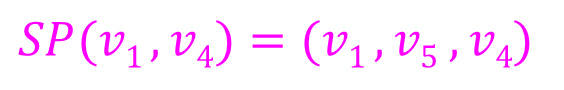 SP(v₁, v₄) = (v₁, v₅, v₄)